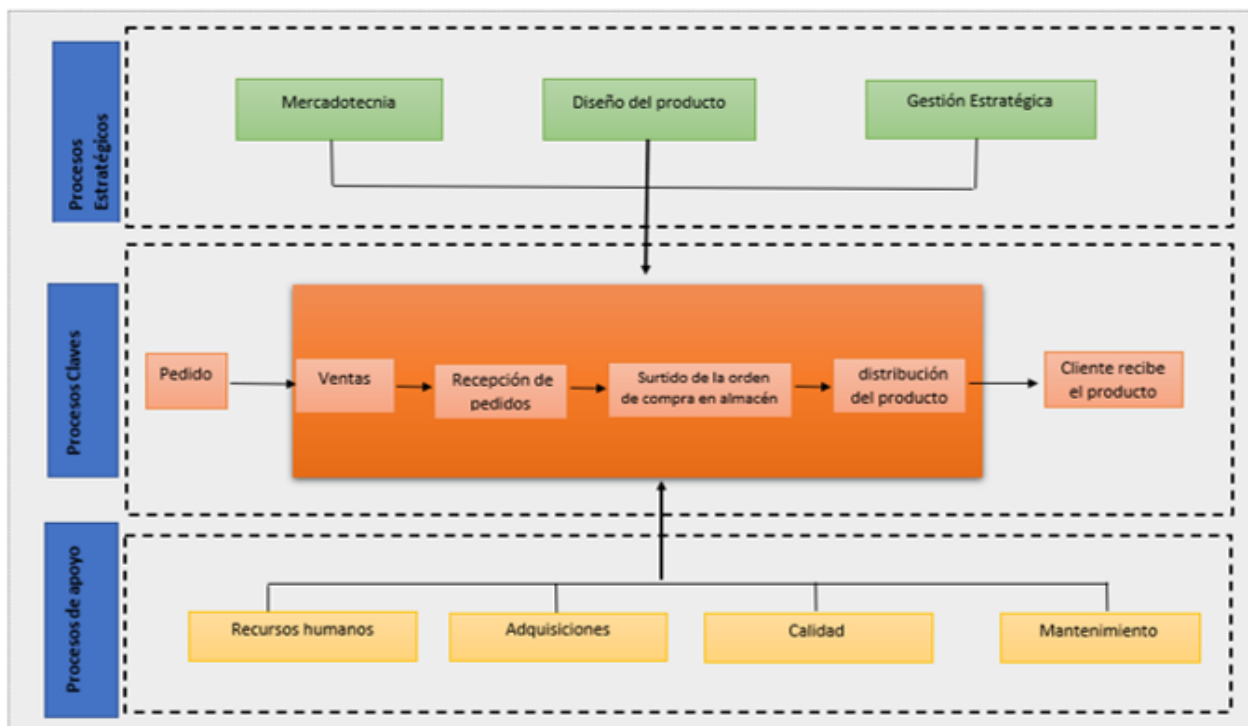 Procesos
Estratégicos
Mercadotecnia
Diseño del producto
Gestión Estratégica
Procesos Claves
Pedido
Ventas
Recepción de
pedidos
Surtido de la orden
de compra en almacén
distribución
del producto
Cliente recibe
el producto
Procesos de apoyo
Recursos humanos
Adquisiciones
Calidad
Mantenimiento